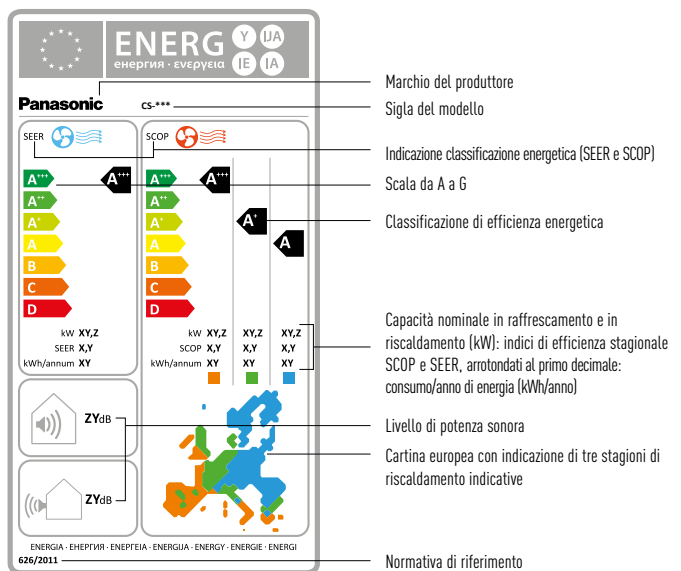 ENERG
Y IJA
IE IA
енергия · ενεργεια
Panasonic
CS-***
SEER
SCOP
A+++
A++
A+
A
B
C
D
A+++
A+++
A++
A+
A
B
C
D
A+++
A+
A
kW XY,Z
SEER X,Y
kWh/annum XY
kW XY,Z XY,Z XY,Z
SCOP X,Y X,Y X,Y
kWh/annum XY XY XY
ZYdB
ZYdB
ENERGIA · ЕНЕРГИЯ · ΕΝΕΡΓΕΙΑ · ENERGIJA · ENERGY · ENERGIE · ENERGI
626/2011
Marchio del produttore
Sigla del modello
Indicazione classificazione energetica (SEER e SCOP)
Scala da A a G
Classificazione di efficienza energetica
Capacità nominale in raffrescamento e in
riscaldamento (kW): indici di efficienza stagionale
SCOP e SEER, arrotondati al primo decimale:
consumo/anno di energia (kWh/anno)
Livello di potenza sonora
Cartina europea con indicazione di tre stagioni di
riscaldamento indicative
Normativa di riferimento